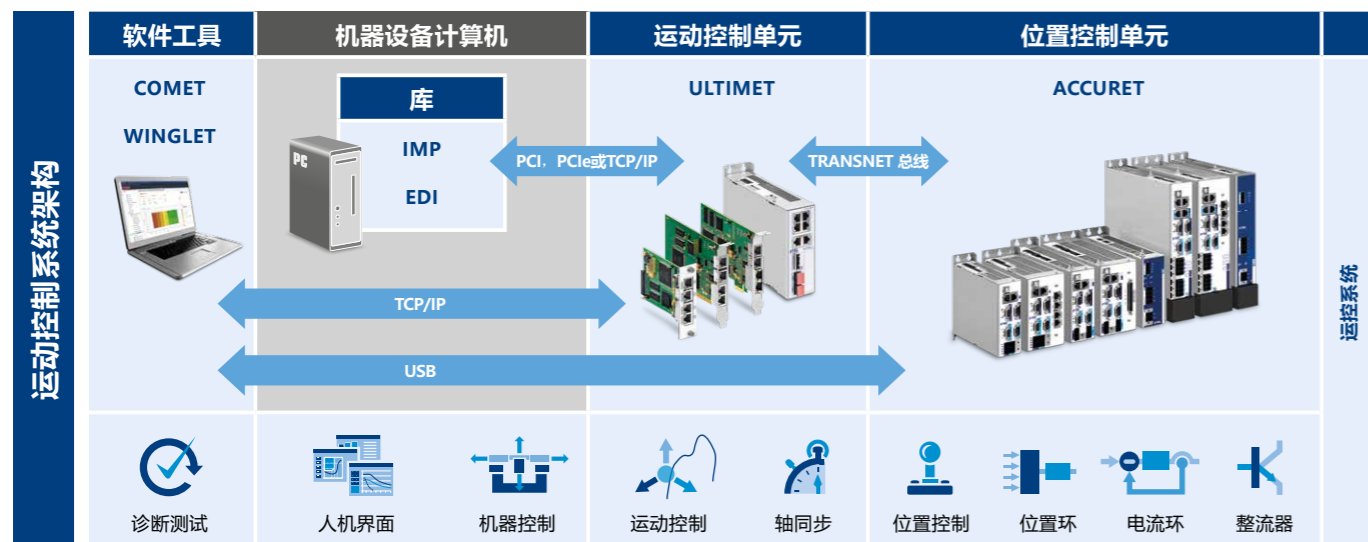 运动控制系统架构
软件工具
机器设备计算机
运动控制单元
位置控制单元
COMET
WINGLET
库
IMP
EDI
PC
PCI，PCIe或TCP/IP
ULTIMET
TRANSNET 总线
ACCURET
TCP/IP
USB
运控系统
诊断测试
人机界面
机器控制
运动控制
轴同步
位置控制
位置环
电流环
整流器